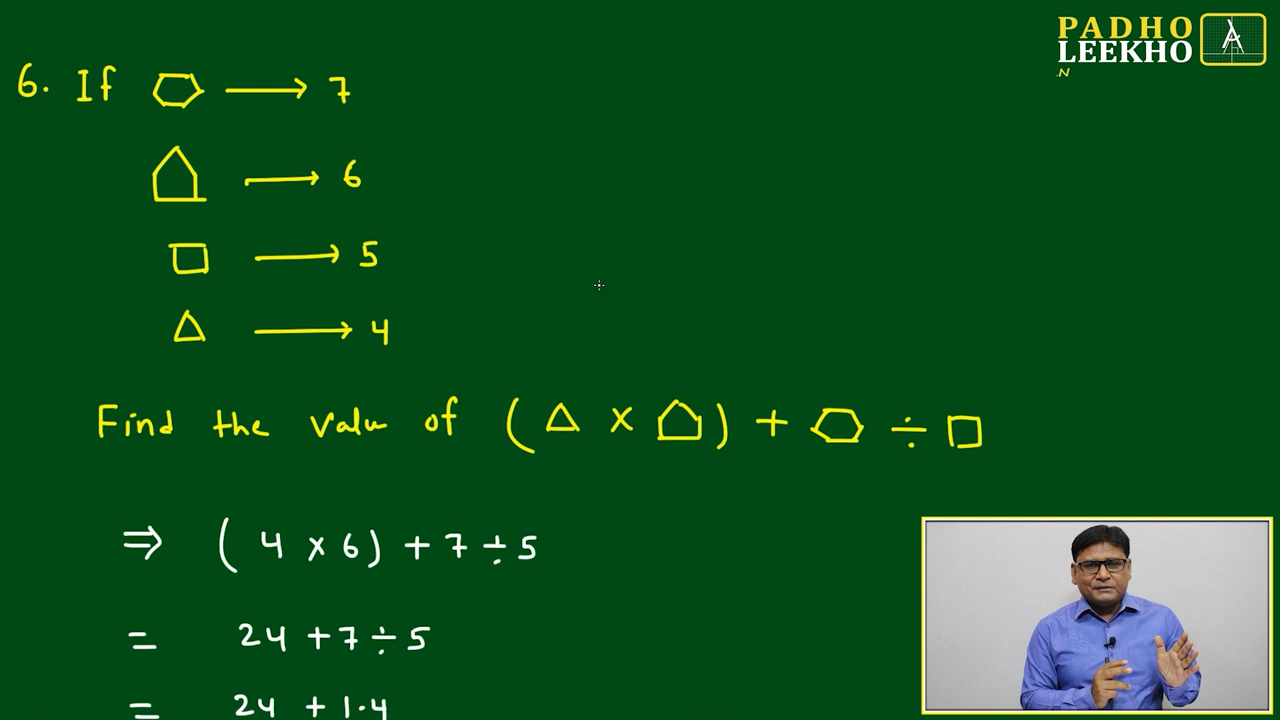 PADHO
LEEKHO
.N
6. If ⬡ ⟶ 7
⌂ ⟶ 6
□ ⟶ 5
△ ⟶ 4
Find the value of (△ × ⌂) + ⬡ ÷ □
⇒ (4 × 6) + 7 ÷ 5
= 24 + 7 ÷ 5
= 24 + 1.4